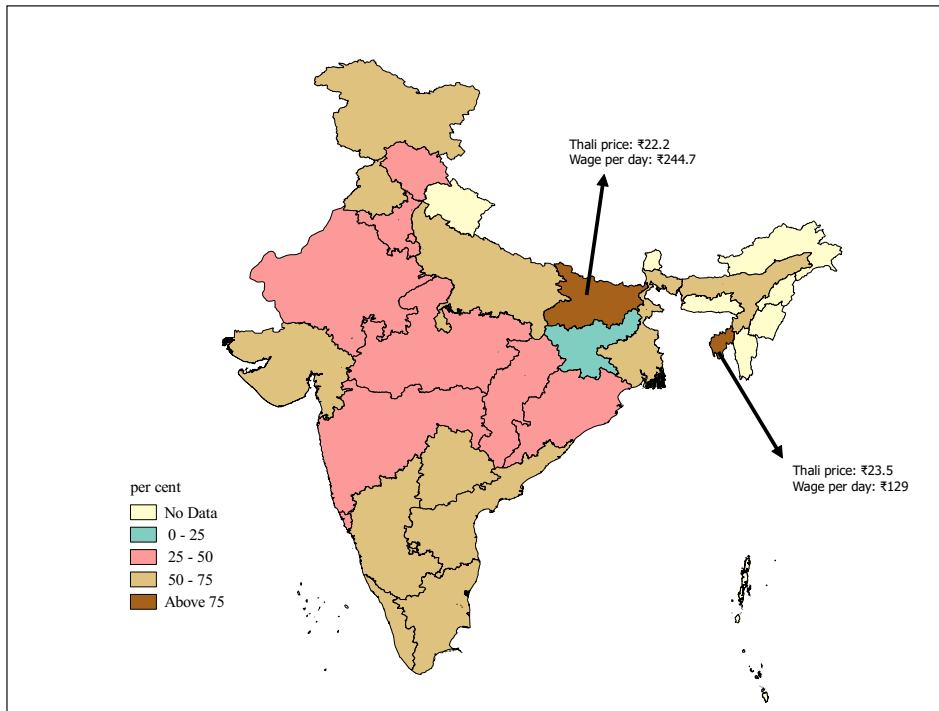 Thali price: ₹22.2
Wage per day: ₹244.7
Thali price: ₹23.5
Wage per day: ₹129
per cent
No Data
0 - 25
25 - 50
50 - 75
Above 75